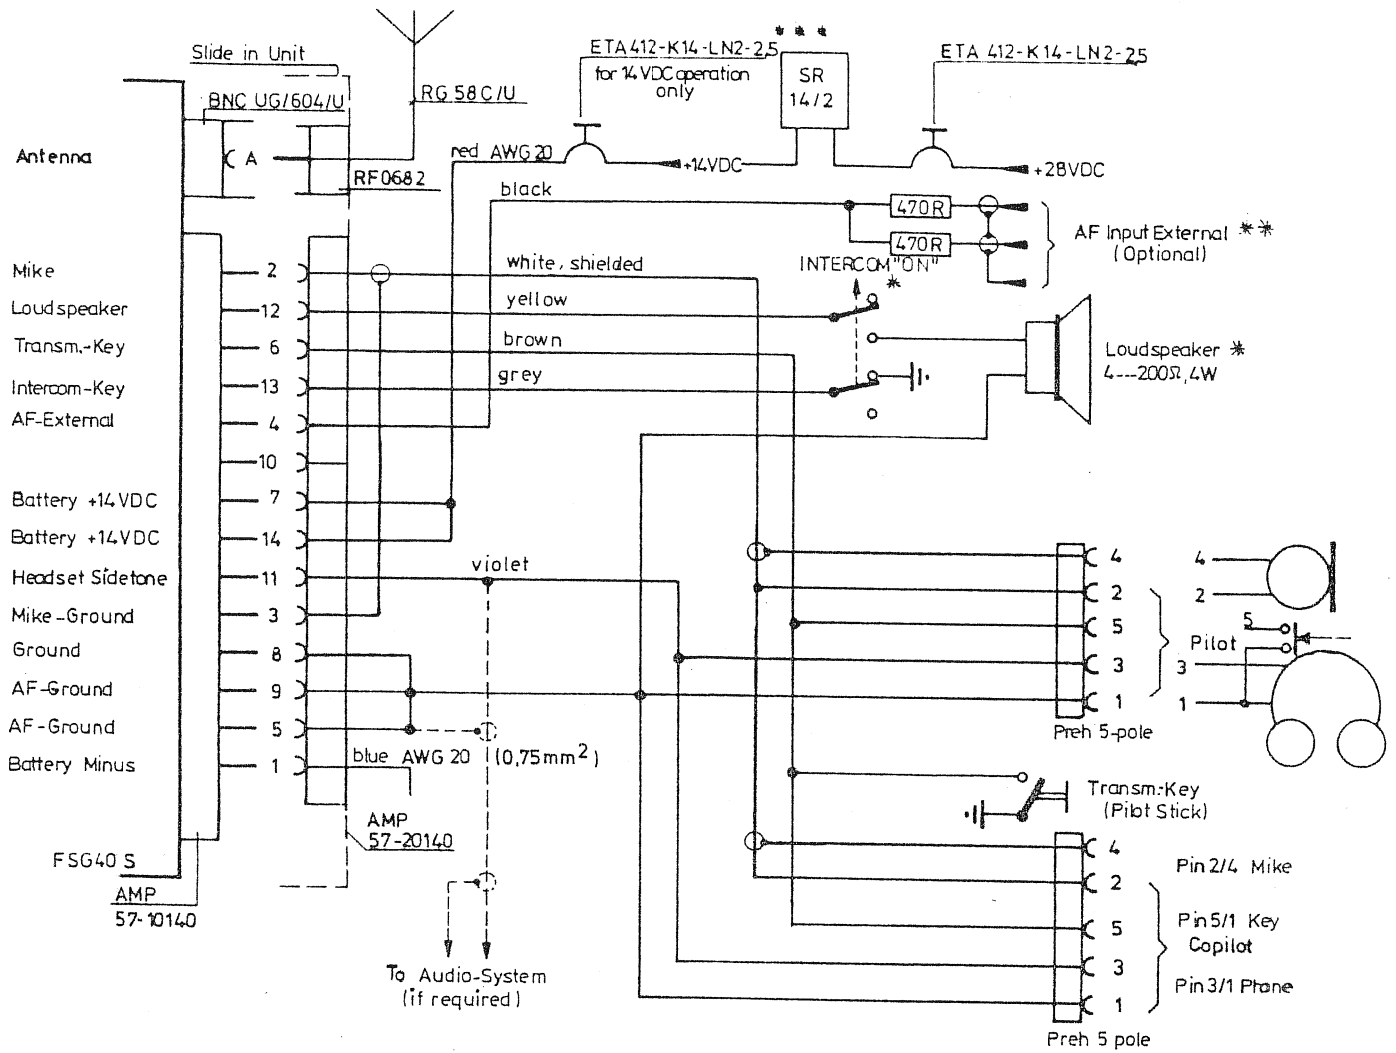 Slide in Unit
BNC UG/604/U
Antenna
A
RG 58 C/U
RF0682
ETA 412-K14-LN2-2,5
for 14 VDC operation
only
* * *
SR
14/2
ETA 412-K14-LN2-2,5
red AWG 20
+14VDC
+28VDC
black
470R
470R
AF Input External **
(Optional)
Mike
2
white, shielded
INTERCOM "ON"
*
Loudspeaker
12
yellow
Transm.-Key
6
brown
Loudspeaker *
4---200Ω, 4W
Intercom-Key
13
grey
AF-External
4
10
Battery +14 VDC
7
Battery +14 VDC
14
Headset Sidetone
11
violet
Mike-Ground
3
Ground
8
AF-Ground
9
AF-Ground
5
Battery Minus
1
blue AWG 20 (0,75mm²)
4
2
5
3
1
Pilot
Preh 5-pole
4
2
5
3
1
Transm.-Key
(Pilot Stick)
AMP
57-20140
FSG40 S
AMP
57-10140
4
2
5
3
1
Pin 2/4 Mike
Pin 5/1 Key
Copilot
Pin 3/1 Phone
Preh 5 pole
To Audio-System
(if required)